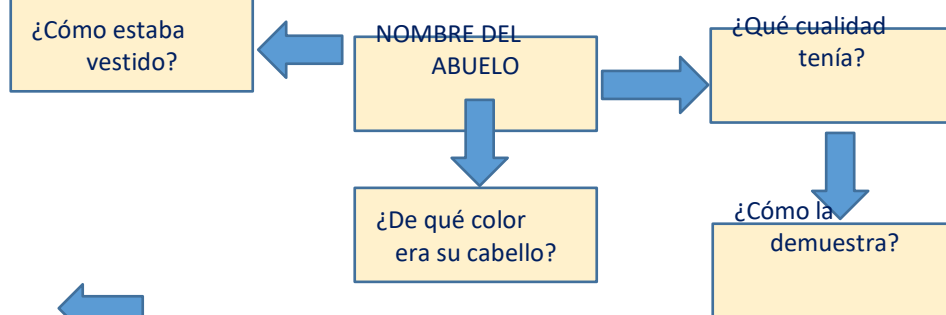 ¿Cómo estaba
vestido?
NOMBRE DEL
ABUELO
¿Qué cualidad
tenía?
¿De qué color
era su cabello?
¿Cómo la
demuestra?